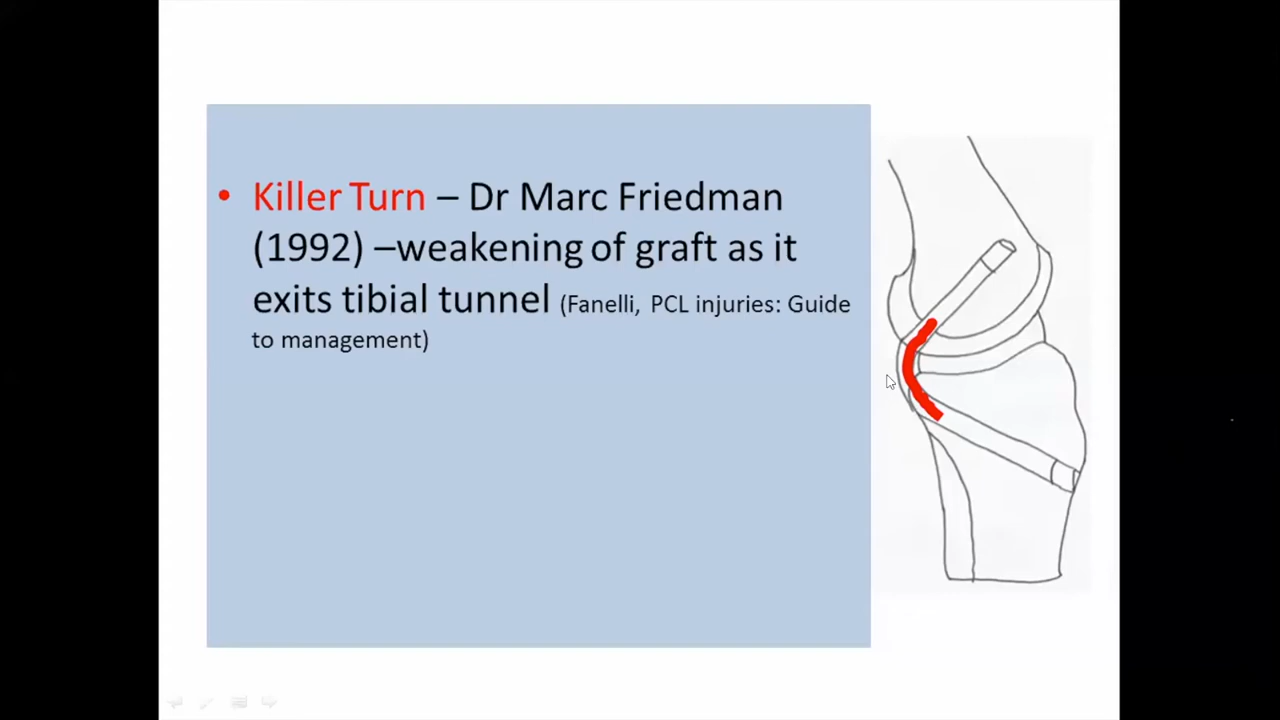 • Killer Turn – Dr Marc Friedman
(1992) –weakening of graft as it
exits tibial tunnel (Fanelli, PCL injuries: Guide
to management)